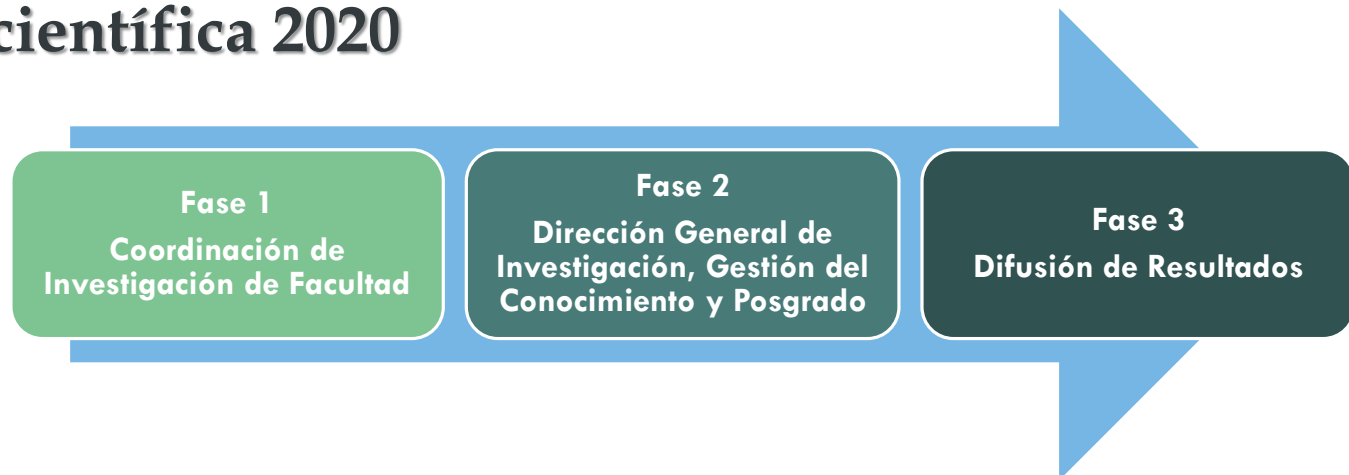 científica 2020
Fase 1
Coordinación de
Investigación de Facultad
Fase 2
Dirección General de
Investigación, Gestión del
Conocimiento y Posgrado
Fase 3
Difusión de Resultados